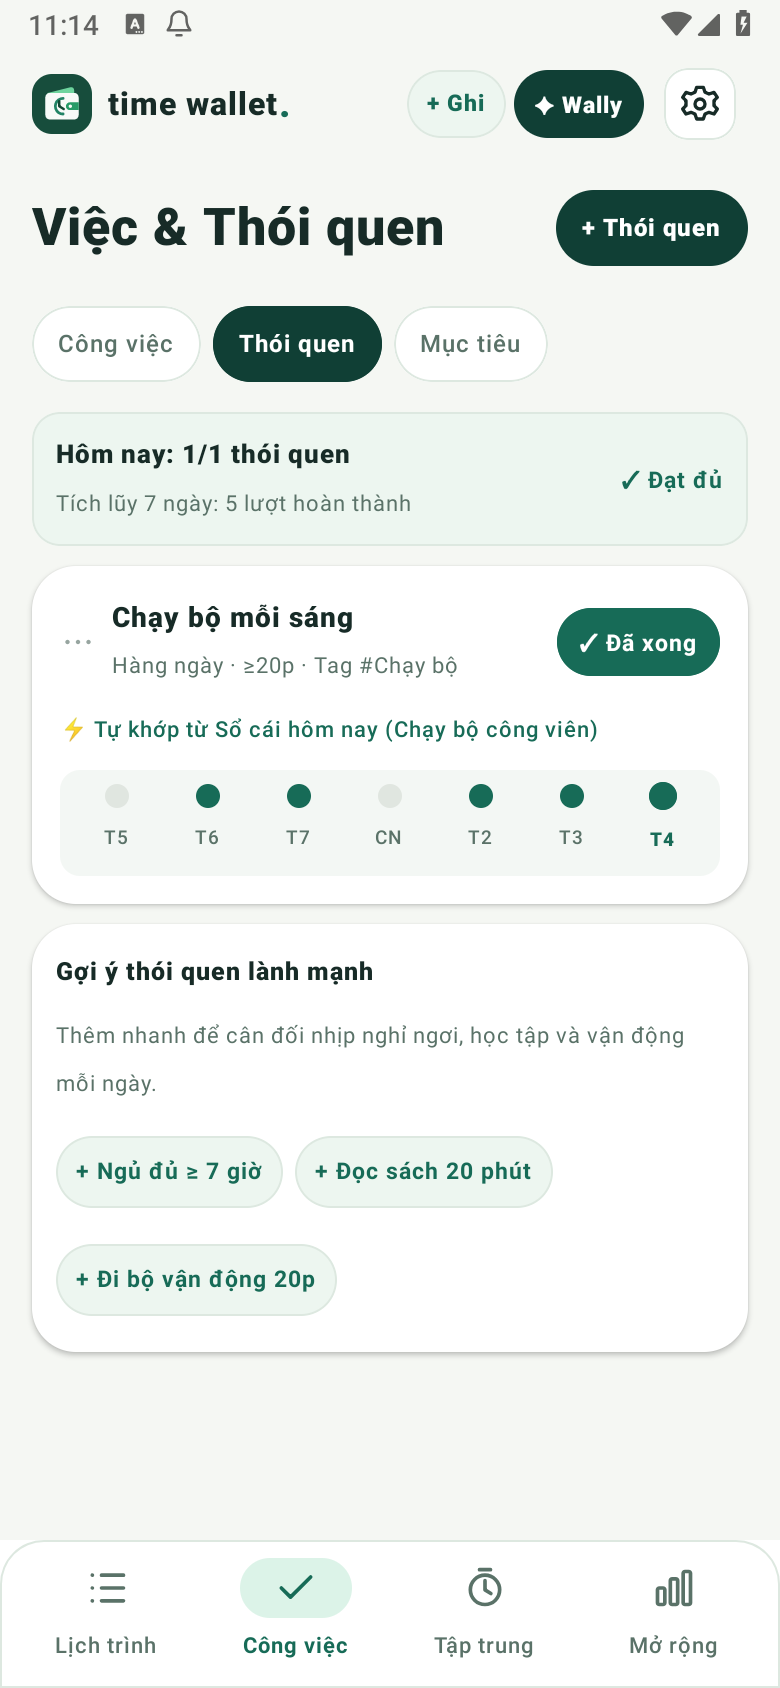 11:14
time wallet.
+ Ghi
✦ Wally
Việc & Thói quen
+ Thói quen
Công việc
Thói quen
Mục tiêu
Hôm nay: 1/1 thói quen
Tích lũy 7 ngày: 5 lượt hoàn thành
✓ Đạt đủ
Chạy bộ mỗi sáng
Hàng ngày · ≥20p · Tag #Chạy bộ
✓ Đã xong
⚡ Tự khớp từ Sổ cái hôm nay (Chạy bộ công viên)
T5 T6 T7 CN T2 T3 T4
Gợi ý thói quen lành mạnh
Thêm nhanh để cân đối nhịp nghỉ ngơi, học tập và vận động
mỗi ngày.
+ Ngủ đủ ≥ 7 giờ
+ Đọc sách 20 phút
+ Đi bộ vận động 20p
Lịch trình
Công việc
Tập trung
Mở rộng